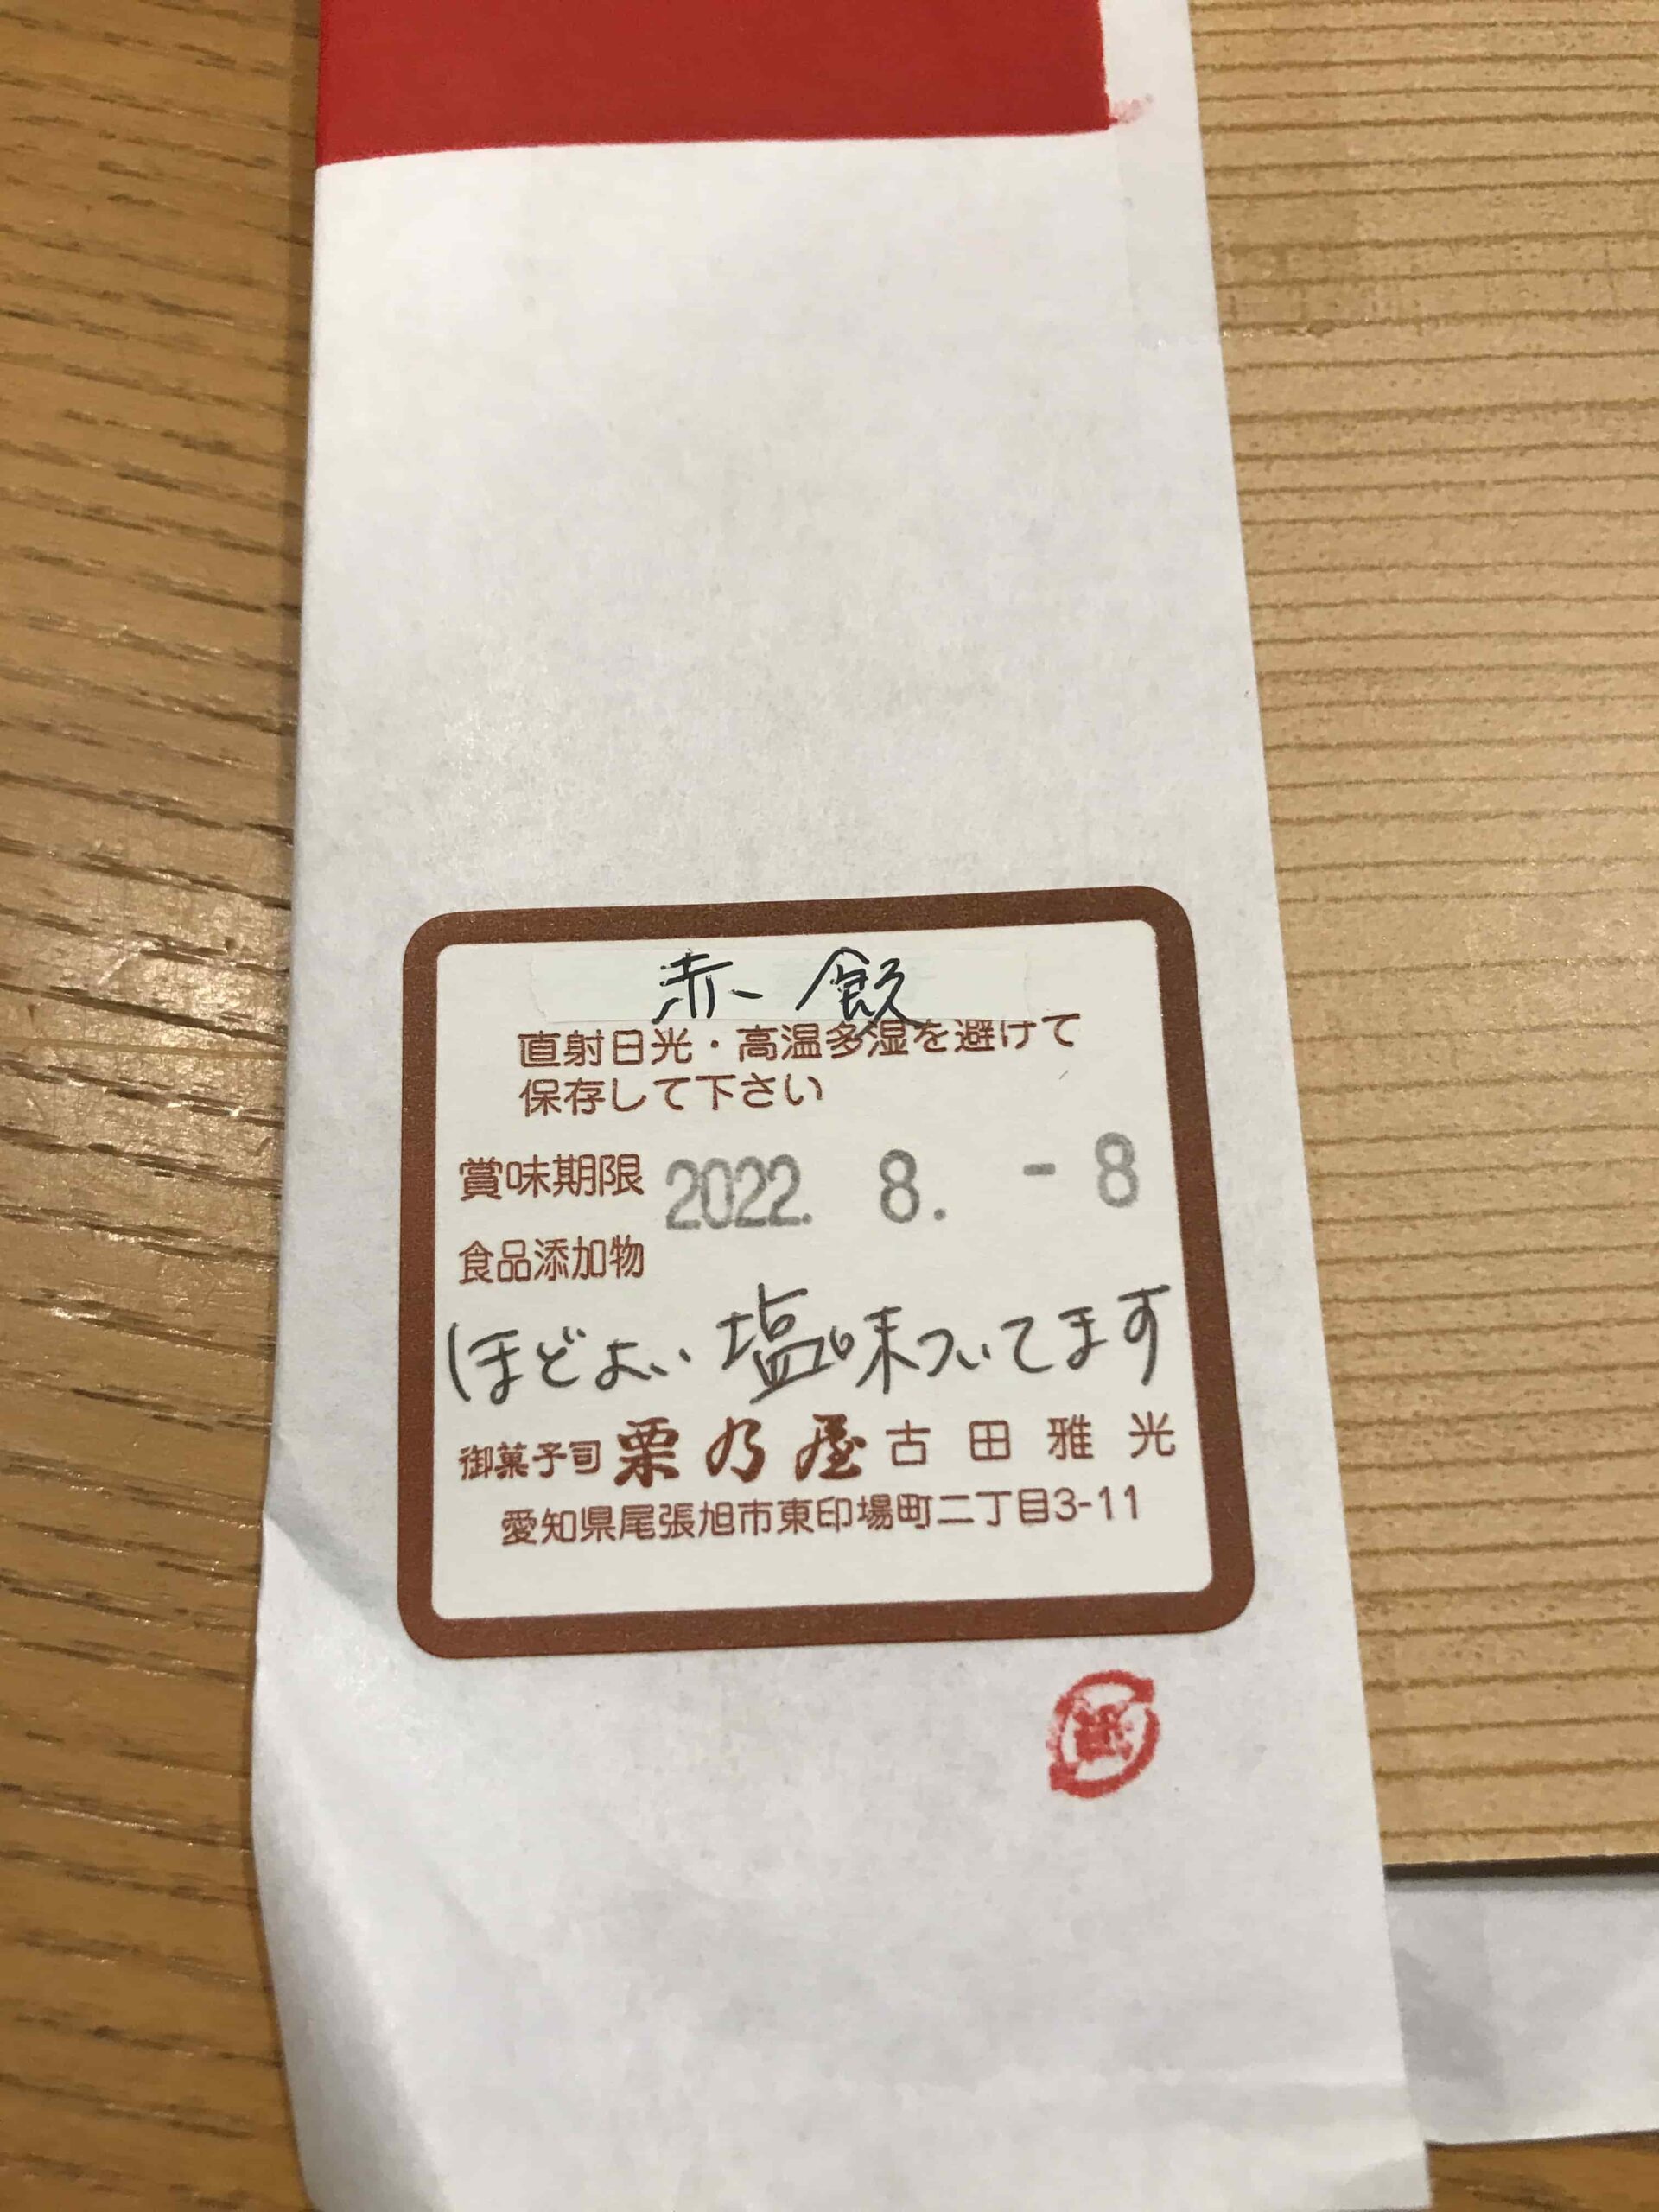 赤飯
直射日光・高温多湿を避けて
保存して下さい
賞味期限 2022. 8. -8
食品添加物
ほどよい塩味ついてます
御菓子司 栗乃屋 古田雅光
愛知県尾張旭市東印場町二丁目3-11